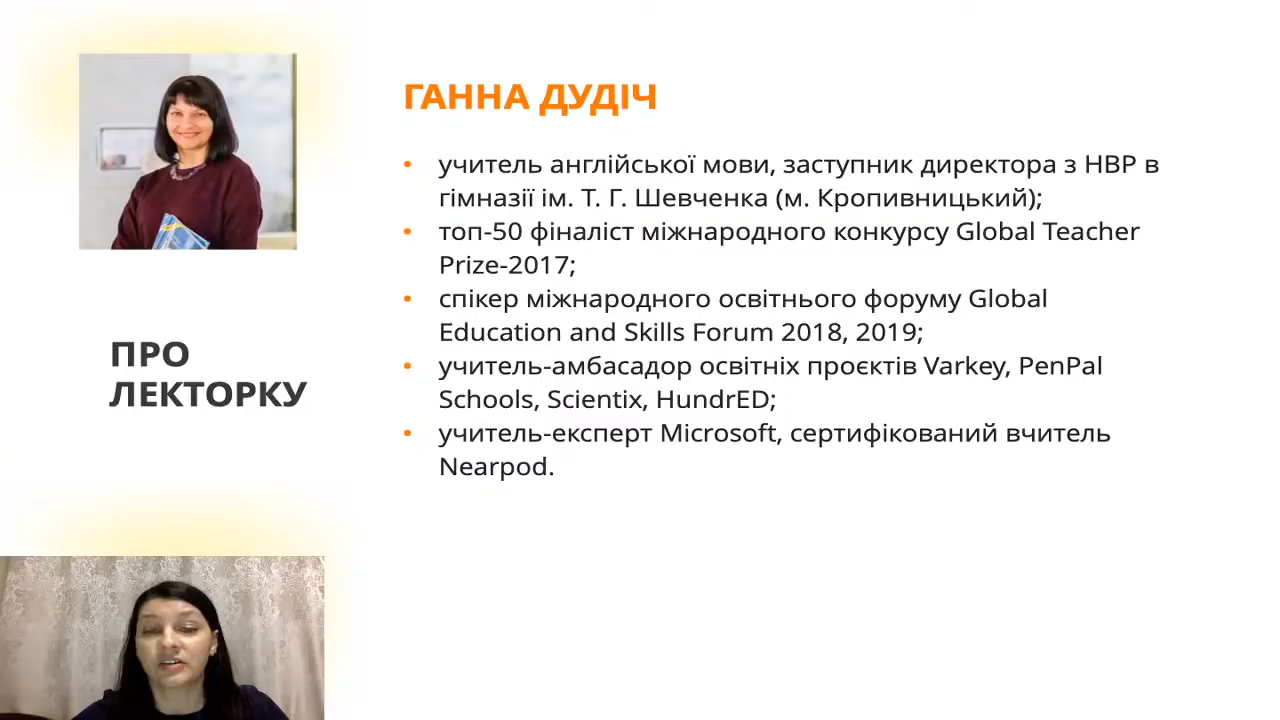 ГАННА ДУДІЧ
• учитель англійської мови, заступник директора з НВР в
гімназії ім. Т. Г. Шевченка (м. Кропивницький);
• топ-50 фіналіст міжнародного конкурсу Global Teacher
Prize-2017;
• спікер міжнародного освітнього форуму Global
Education and Skills Forum 2018, 2019;
• учитель-амбасадор освітніх проєктів Varkey, PenPal
Schools, Scientix, HundrED;
• учитель-експерт Microsoft, сертифікований вчитель
Nearpod.
ПРО
ЛЕКТОРКУ